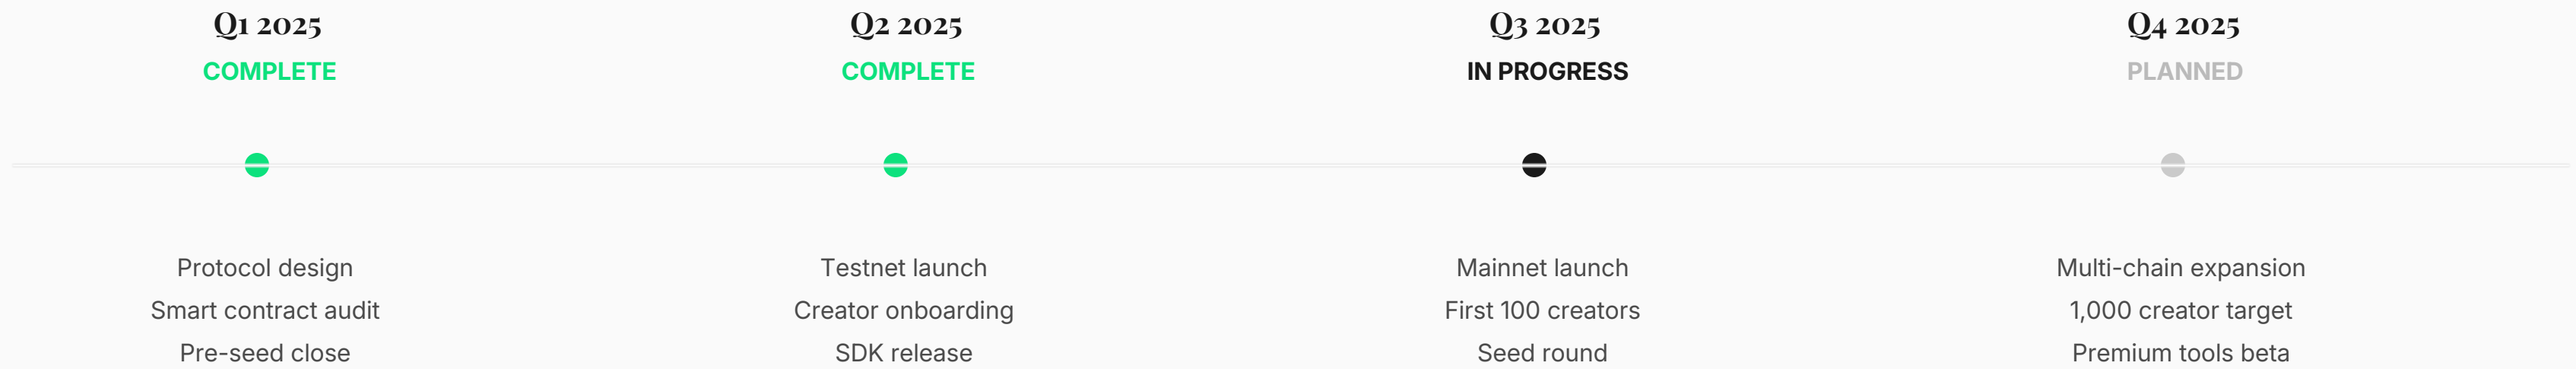 Q1 2025
COMPLETE
Protocol design
Smart contract audit
Pre-seed close
Q2 2025
COMPLETE
Testnet launch
Creator onboarding
SDK release
Q3 2025
IN PROGRESS
Mainnet launch
First 100 creators
Seed round
Q4 2025
PLANNED
Multi-chain expansion
1,000 creator target
Premium tools beta